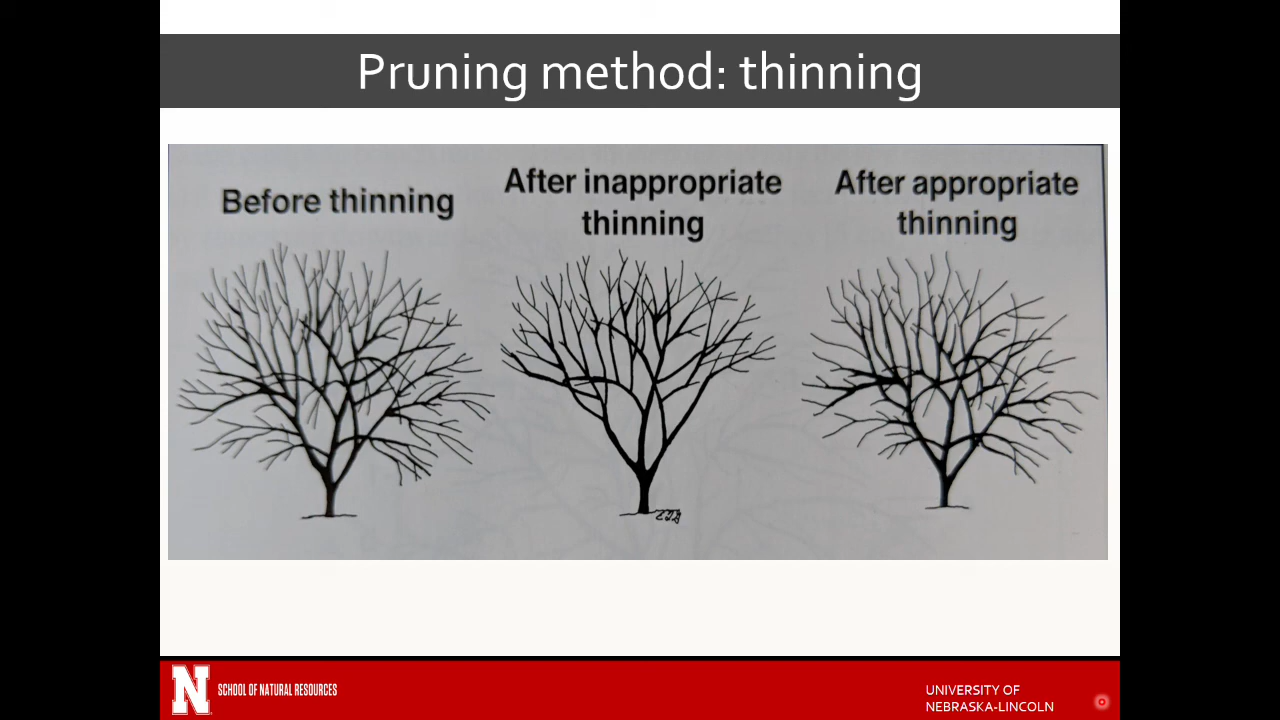 Pruning method: thinning
Before thinning
After inappropriate
thinning
After appropriate
thinning
N
SCHOOL OF NATURAL RESOURCES
UNIVERSITY OF
NEBRASKA-LINCOLN